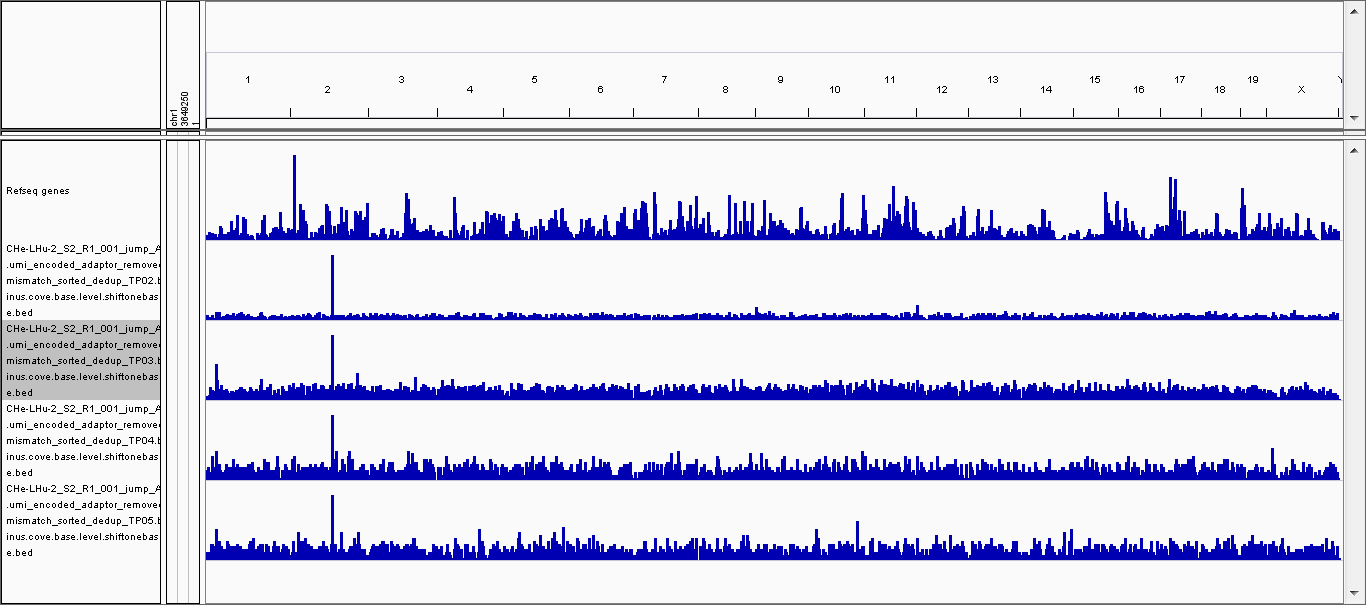 1 3 5 7 9 11 13 15 17 19 Y
2 4 6 8 10 12 14 16 18 X
chr1
3649250
1
Refseq genes
CHe-LHu-2_S2_R1_001_jump_A
.umi_encoded_adaptor_removed
mismatch_sorted_dedup_TP02.b
inus.cove.base.level.shiftonebas
e.bed
CHe-LHu-2_S2_R1_001_jump_A
.umi_encoded_adaptor_removed
mismatch_sorted_dedup_TP03.b
inus.cove.base.level.shiftonebas
e.bed
CHe-LHu-2_S2_R1_001_jump_A
.umi_encoded_adaptor_removed
mismatch_sorted_dedup_TP04.b
inus.cove.base.level.shiftonebas
e.bed
CHe-LHu-2_S2_R1_001_jump_A
.umi_encoded_adaptor_removed
mismatch_sorted_dedup_TP05.b
inus.cove.base.level.shiftonebas
e.bed